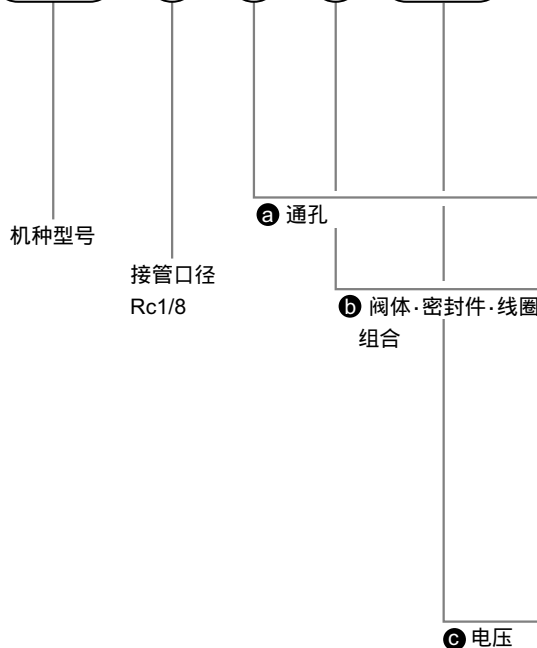 ⓐ 通孔
机种型号
接管口径
Rc1/8
ⓑ 阀体·密封件·线圈
组合
ⓒ 电压